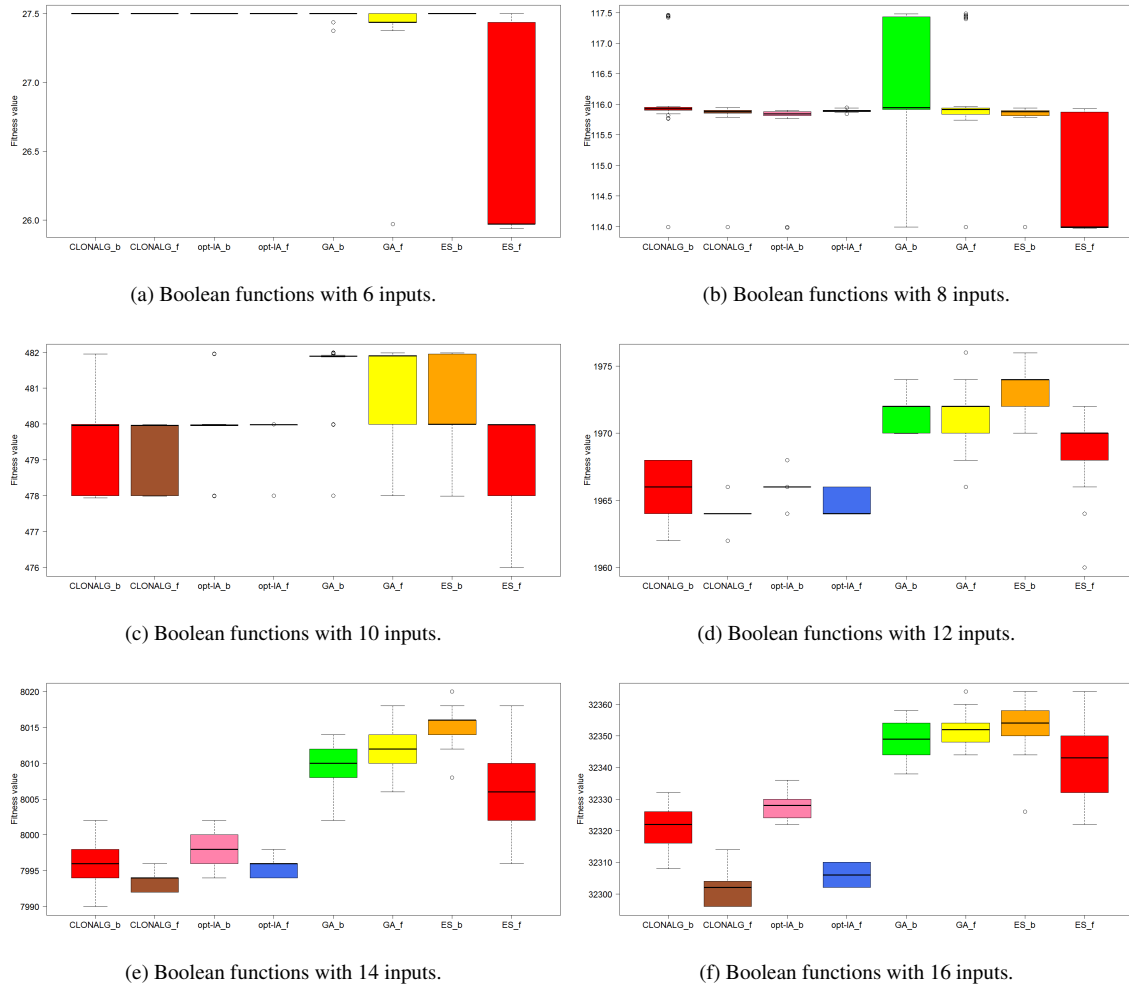 Fitness value
27.5
27.0
26.5
26.0
CLONALG_b CLONALG_f opt-IA_b opt-IA_f GA_b GA_f ES_b ES_f
(a) Boolean functions with 6 inputs.
Fitness value
117.5
117.0
116.5
116.0
115.5
115.0
114.5
114.0
CLONALG_b CLONALG_f opt-IA_b opt-IA_f GA_b GA_f ES_b ES_f
(b) Boolean functions with 8 inputs.
Fitness value
482
481
480
479
478
477
476
CLONALG_b CLONALG_f opt-IA_b opt-IA_f GA_b GA_f ES_b ES_f
(c) Boolean functions with 10 inputs.
Fitness value
1975
1970
1965
1960
CLONALG_b CLONALG_f opt-IA_b opt-IA_f GA_b GA_f ES_b ES_f
(d) Boolean functions with 12 inputs.
Fitness value
8020
8015
8010
8005
8000
7995
7990
CLONALG_b CLONALG_f opt-IA_b opt-IA_f GA_b GA_f ES_b ES_f
(e) Boolean functions with 14 inputs.
Fitness value
32360
32350
32340
32330
32320
32310
32300
CLONALG_b CLONALG_f opt-IA_b opt-IA_f GA_b GA_f ES_b ES_f
(f) Boolean functions with 16 inputs.